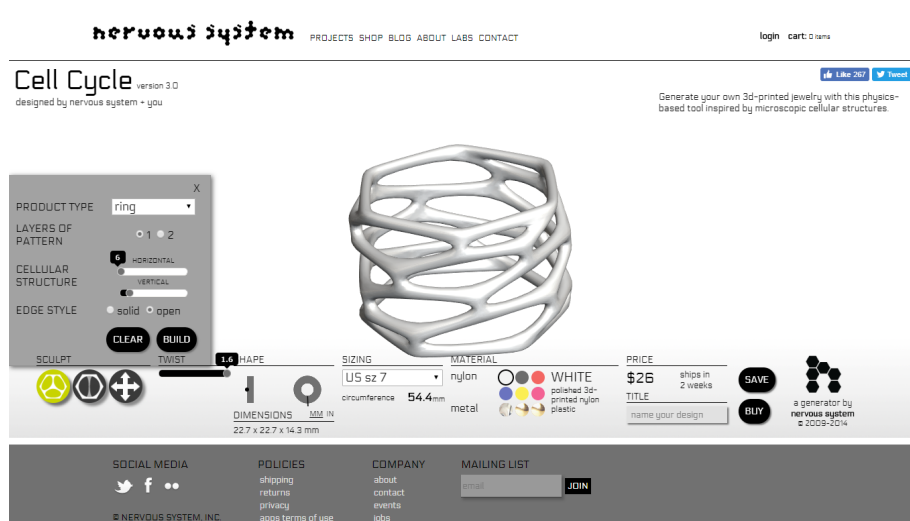 nervous system
PROJECTS SHOP BLOG ABOUT LABS CONTACT
login cart: 0 items
Cell Cycle version 3.0
designed by nervous system + you
Like 267
Tweet
Generate your own 3d-printed jewelry with this physics-
based tool inspired by microscopic cellular structures.
X
PRODUCT TYPE
ring
LAYERS OF
PATTERN
1 2
CELLULAR
STRUCTURE
6
HORIZONTAL
VERTICAL
EDGE STYLE
solid open
CLEAR
BUILD
SCULPT
TWIST
1.6
HAPE
DIMENSIONS
MM IN
22.7 x 22.7 x 14.3 mm
SIZING
US sz 7
circumference 54.4mm
MATERIAL
nylon
metal
WHITE
polished 3d-
printed nylon
plastic
PRICE
$26
ships in
2 weeks
TITLE
name your design
SAVE
BUY
a generator by
nervous system
© 2009-2014
SOCIAL MEDIA
© NERVOUS SYSTEM, INC.
POLICIES
shipping
returns
privacy
apps terms of use
COMPANY
about
contact
events
jobs
MAILING LIST
email
JOIN